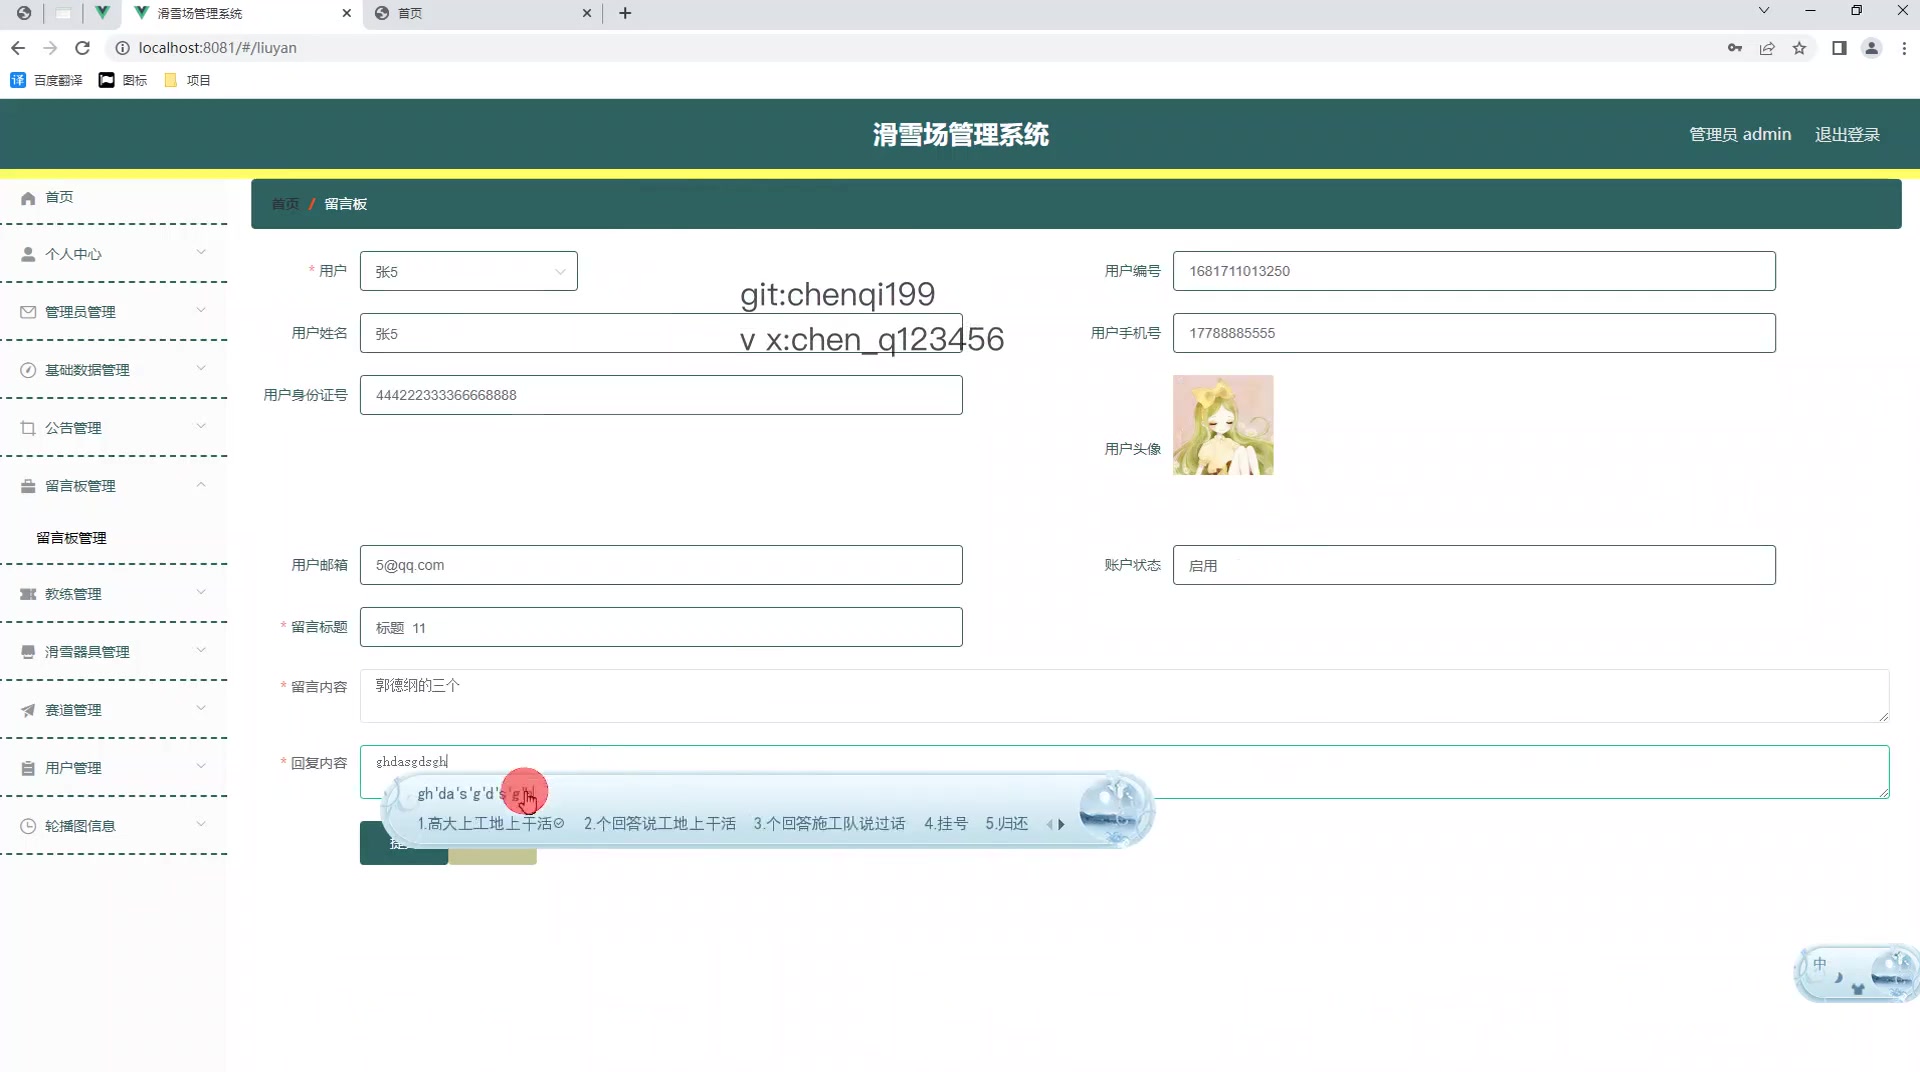 滑雪场管理系统
首页
localhost:8081/#/liuyan
百度翻译
图标
项目
滑雪场管理系统
管理员 admin
退出登录
首页
个人中心
管理员管理
基础数据管理
公告管理
留言板管理
留言板管理
教练管理
滑雪器具管理
赛道管理
用户管理
轮播图信息
首页 / 留言板
* 用户
张5
用户编号
1681711013250
git:chenqi199
用户姓名
张5
v x:chen_q123456
用户手机号
17788885555
用户身份证号
444222333366668888
用户头像
用户邮箱
5@qq.com
账户状态
启用
* 留言标题
标题 11
* 留言内容
郭德纲的三个
* 回复内容
ghdasgdsgh
gh'da's'g'd's'g'
1.高大上工地上干活 2.个回答说工地上干活 3.个回答施工队说过话 4.挂号 5.归还
中